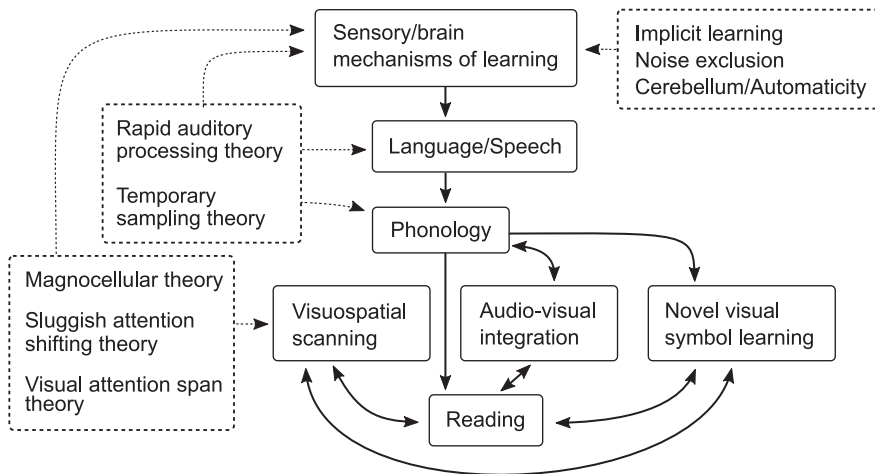 Sensory/brain
mechanisms of learning
Implicit learning
Noise exclusion
Cerebellum/Automaticity
Rapid auditory
processing theory
Temporary
sampling theory
Language/Speech
Phonology
Magnocellular theory
Sluggish attention
shifting theory
Visual attention span
theory
Visuospatial
scanning
Audio-visual
integration
Novel visual
symbol learning
Reading